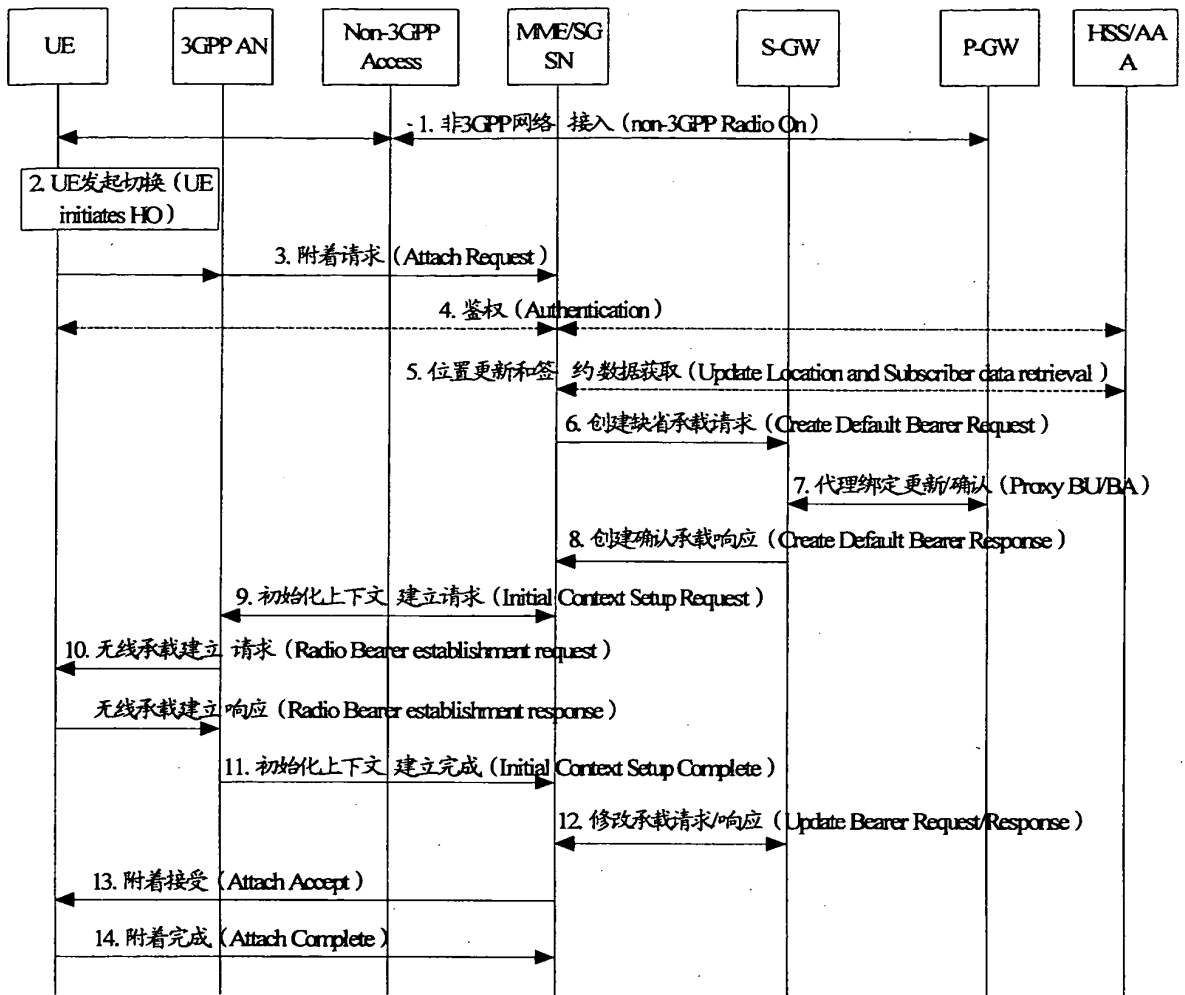 UE
3GPP AN
Non-3GPP
Access
MME/SG
SN
S-GW
P-GW
HSS/AA
A
1. 非3GPP网络 接入（non-3GPP Radio On）
2. UE发起切换（UE
initiates HO）
3. 附着请求（Attach Request）
4. 鉴权（Authentication）
5. 位置更新和签 约数据获取（Update Location and Subscriber data retrieval）
6. 创建缺省承载请求（Create Default Bearer Request）
7. 代理绑定更新/确认（Proxy BU/BA）
8. 创建确认承载响应（Create Default Bearer Response）
9. 初始化上下文 建立请求（Initial Context Setup Request）
10. 无线承载建立 请求（Radio Bearer establishment request）
无线承载建立响应（Radio Bearer establishment response）
11. 初始化上下文 建立完成（Initial Context Setup Complete）
12. 修改承载请求/响应（Update Bearer Request/Response）
13. 附着接受（Attach Accept）
14. 附着完成（Attach Complete）